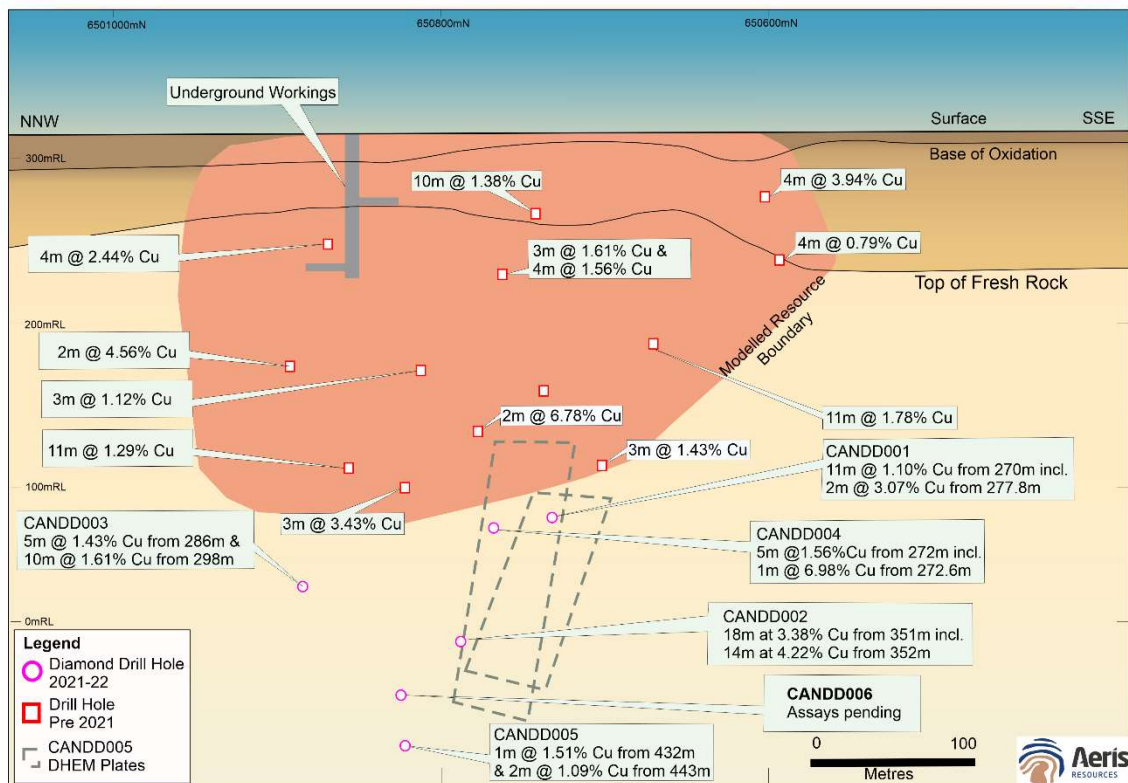 6501000mN
6500800mN
6500600mN
Underground Workings
NNW
Surface
SSE
Base of Oxidation
300mRL
10m @ 1.38% Cu
4m @ 3.94% Cu
4m @ 2.44% Cu
3m @ 1.61% Cu &
4m @ 1.56% Cu
4m @ 0.79% Cu
Top of Fresh Rock
Modelled Resource
Boundary
200mRL
2m @ 4.56% Cu
3m @ 1.12% Cu
2m @ 6.78% Cu
11m @ 1.78% Cu
11m @ 1.29% Cu
3m @ 1.43% Cu
CANDD001
11m @ 1.10% Cu from 270m incl.
2m @ 3.07% Cu from 277.8m
100mRL
3m @ 3.43% Cu
CANDD003
5m @ 1.43% Cu from 286m &
10m @ 1.61% Cu from 298m
CANDD004
5m @1.56%Cu from 272m incl.
1m @ 6.98% Cu from 272.6m
0mRL
CANDD002
18m at 3.38% Cu from 351m incl.
14m at 4.22% Cu from 352m
Legend
Diamond Drill Hole
2021-22
Drill Hole
Pre 2021
CANDD005
DHEM Plates
CANDD006
Assays pending
CANDD005
1m @ 1.51% Cu from 432m
& 2m @ 1.09% Cu from 443m
0
100
Metres
Aeris
RESOURCES